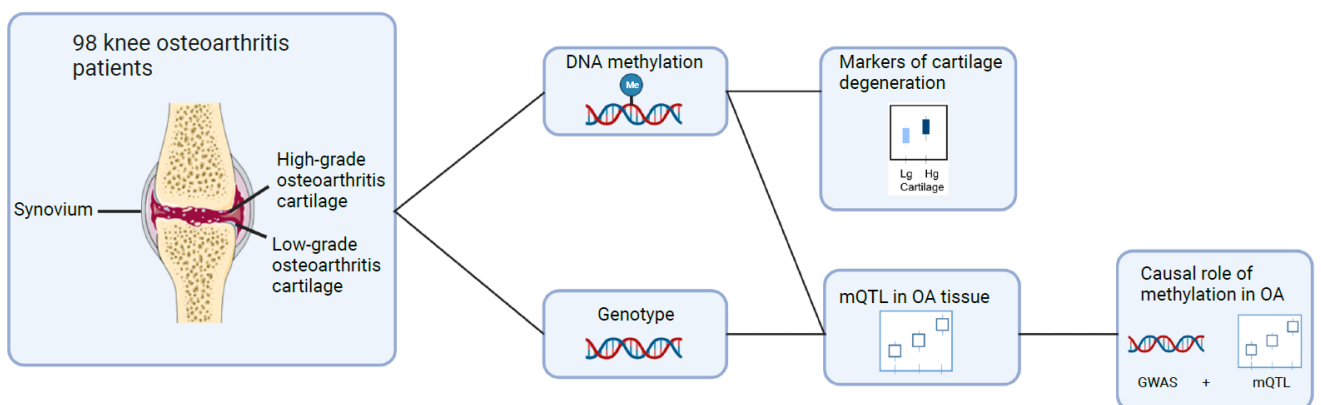 98 knee osteoarthritis
patients
High-grade
osteoarthritis
cartilage
Synovium
Low-grade
osteoarthritis
cartilage
DNA methylation
Me
Genotype
Markers of cartilage
degeneration
Lg Hg
Cartilage
mQTL in OA tissue
Causal role of
methylation in OA
GWAS + mQTL